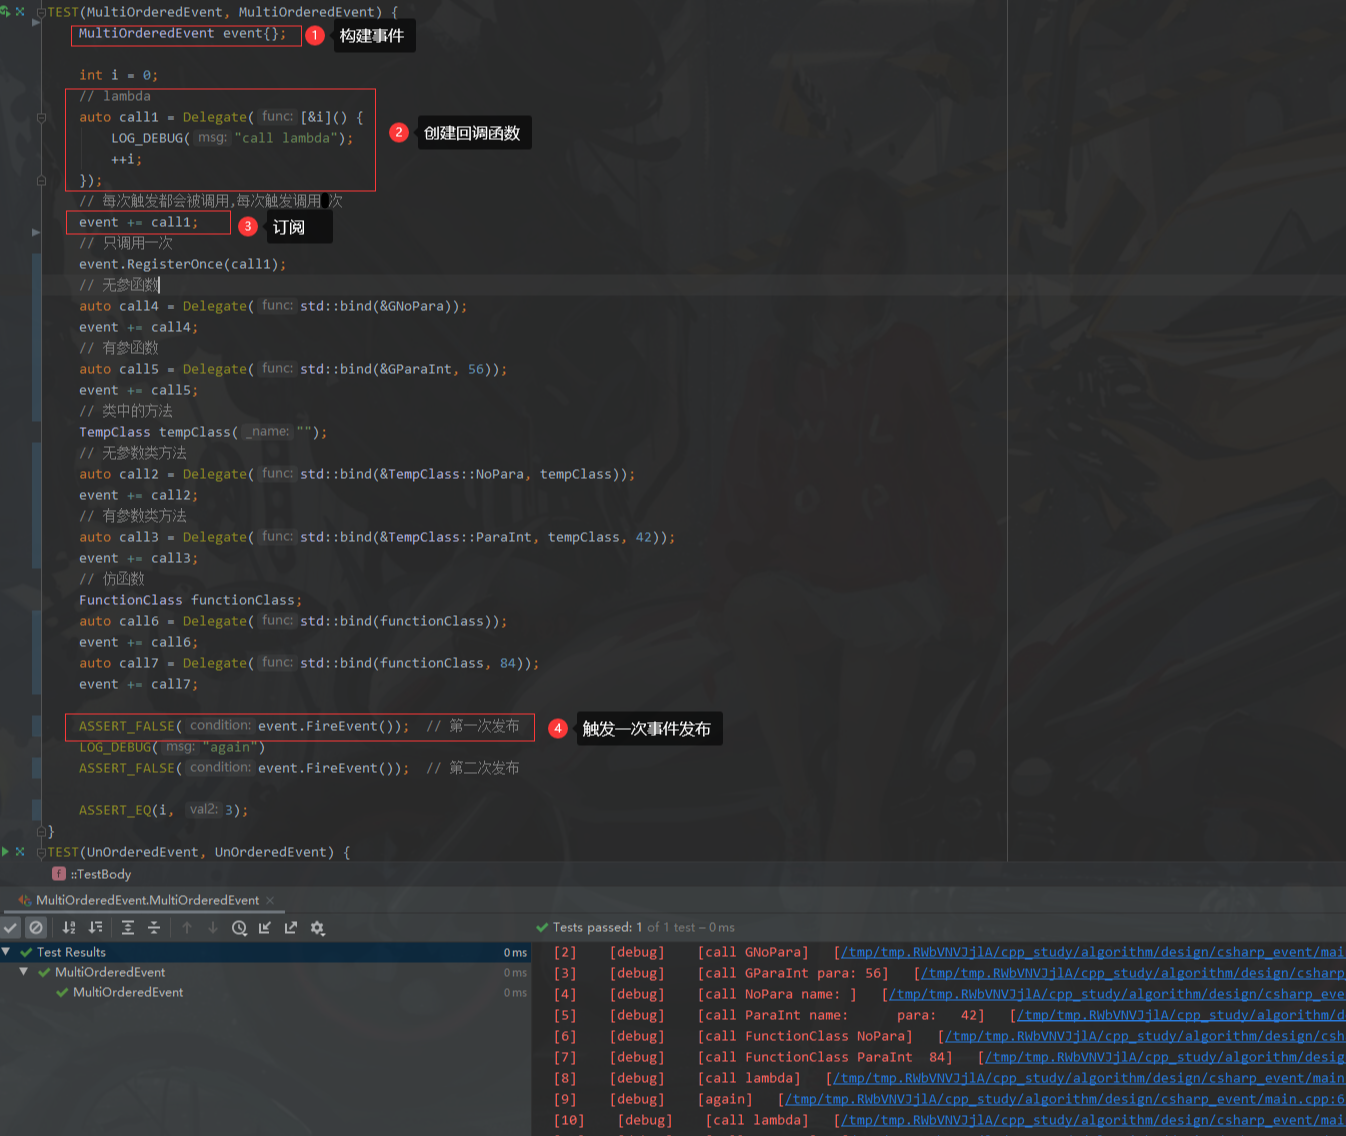 TEST(MultiOrderedEvent, MultiOrderedEvent) {
MultiOrderedEvent event{};
1 构建事件
int i = 0;
// lambda
auto call1 = Delegate( func: [&i]() {
LOG_DEBUG( msg: "call lambda");
2 创建回调函数
++i;
});
// 每次触发都会被调用,每次触发调用 次
event += call1;
3 订阅
// 只调用一次
event.RegisterOnce(call1);
// 无参函数
auto call4 = Delegate( func: std::bind(&GNoPara));
event += call4;
// 有参函数
auto call5 = Delegate( func: std::bind(&GParaInt, 56));
event += call5;
// 类中的方法
TempClass tempClass( _name: "");
// 无参数类方法
auto call2 = Delegate( func: std::bind(&TempClass::NoPara, tempClass));
event += call2;
// 有参数类方法
auto call3 = Delegate( func: std::bind(&TempClass::ParaInt, tempClass, 42));
event += call3;
// 仿函数
FunctionClass functionClass;
auto call6 = Delegate( func: std::bind(functionClass));
event += call6;
auto call7 = Delegate( func: std::bind(functionClass, 84));
event += call7;
ASSERT_FALSE( condition: event.FireEvent()); // 第一次发布
4 触发一次事件发布
LOG_DEBUG( msg: "again")
ASSERT_FALSE( condition: event.FireEvent()); // 第二次发布
ASSERT_EQ(i, val2: 3);
}
TEST(UnOrderedEvent, UnOrderedEvent) {
f ::TestBody
MultiOrderedEvent.MultiOrderedEvent ×
Tests passed: 1 of 1 test – 0 ms
Test Results 0 ms
MultiOrderedEvent 0 ms
MultiOrderedEvent 0 ms
[2] [debug] [call GNoPara] [/tmp/tmp.RWbVNVJjlA/cpp_study/algorithm/design/csharp_event/mai
[3] [debug] [call GParaInt para: 56] [/tmp/tmp.RWbVNVJjlA/cpp_study/algorithm/design/csharp
[4] [debug] [call NoPara name: ] [/tmp/tmp.RWbVNVJjlA/cpp_study/algorithm/design/csharp_eve
[5] [debug] [call ParaInt name: para: 42] [/tmp/tmp.RWbVNVJjlA/cpp_study/algorithm/d
[6] [debug] [call FunctionClass NoPara] [/tmp/tmp.RWbVNVJjlA/cpp_study/algorithm/design/csh
[7] [debug] [call FunctionClass ParaInt 84] [/tmp/tmp.RWbVNVJjlA/cpp_study/algorithm/desig
[8] [debug] [call lambda] [/tmp/tmp.RWbVNVJjlA/cpp_study/algorithm/design/csharp_event/main
[9] [debug] [again] [/tmp/tmp.RWbVNVJjlA/cpp_study/algorithm/design/csharp_event/main.cpp:6
[10] [debug] [call lambda] [/tmp/tmp.RWbVNVJjlA/cpp_study/algorithm/design/csharp_event/mai